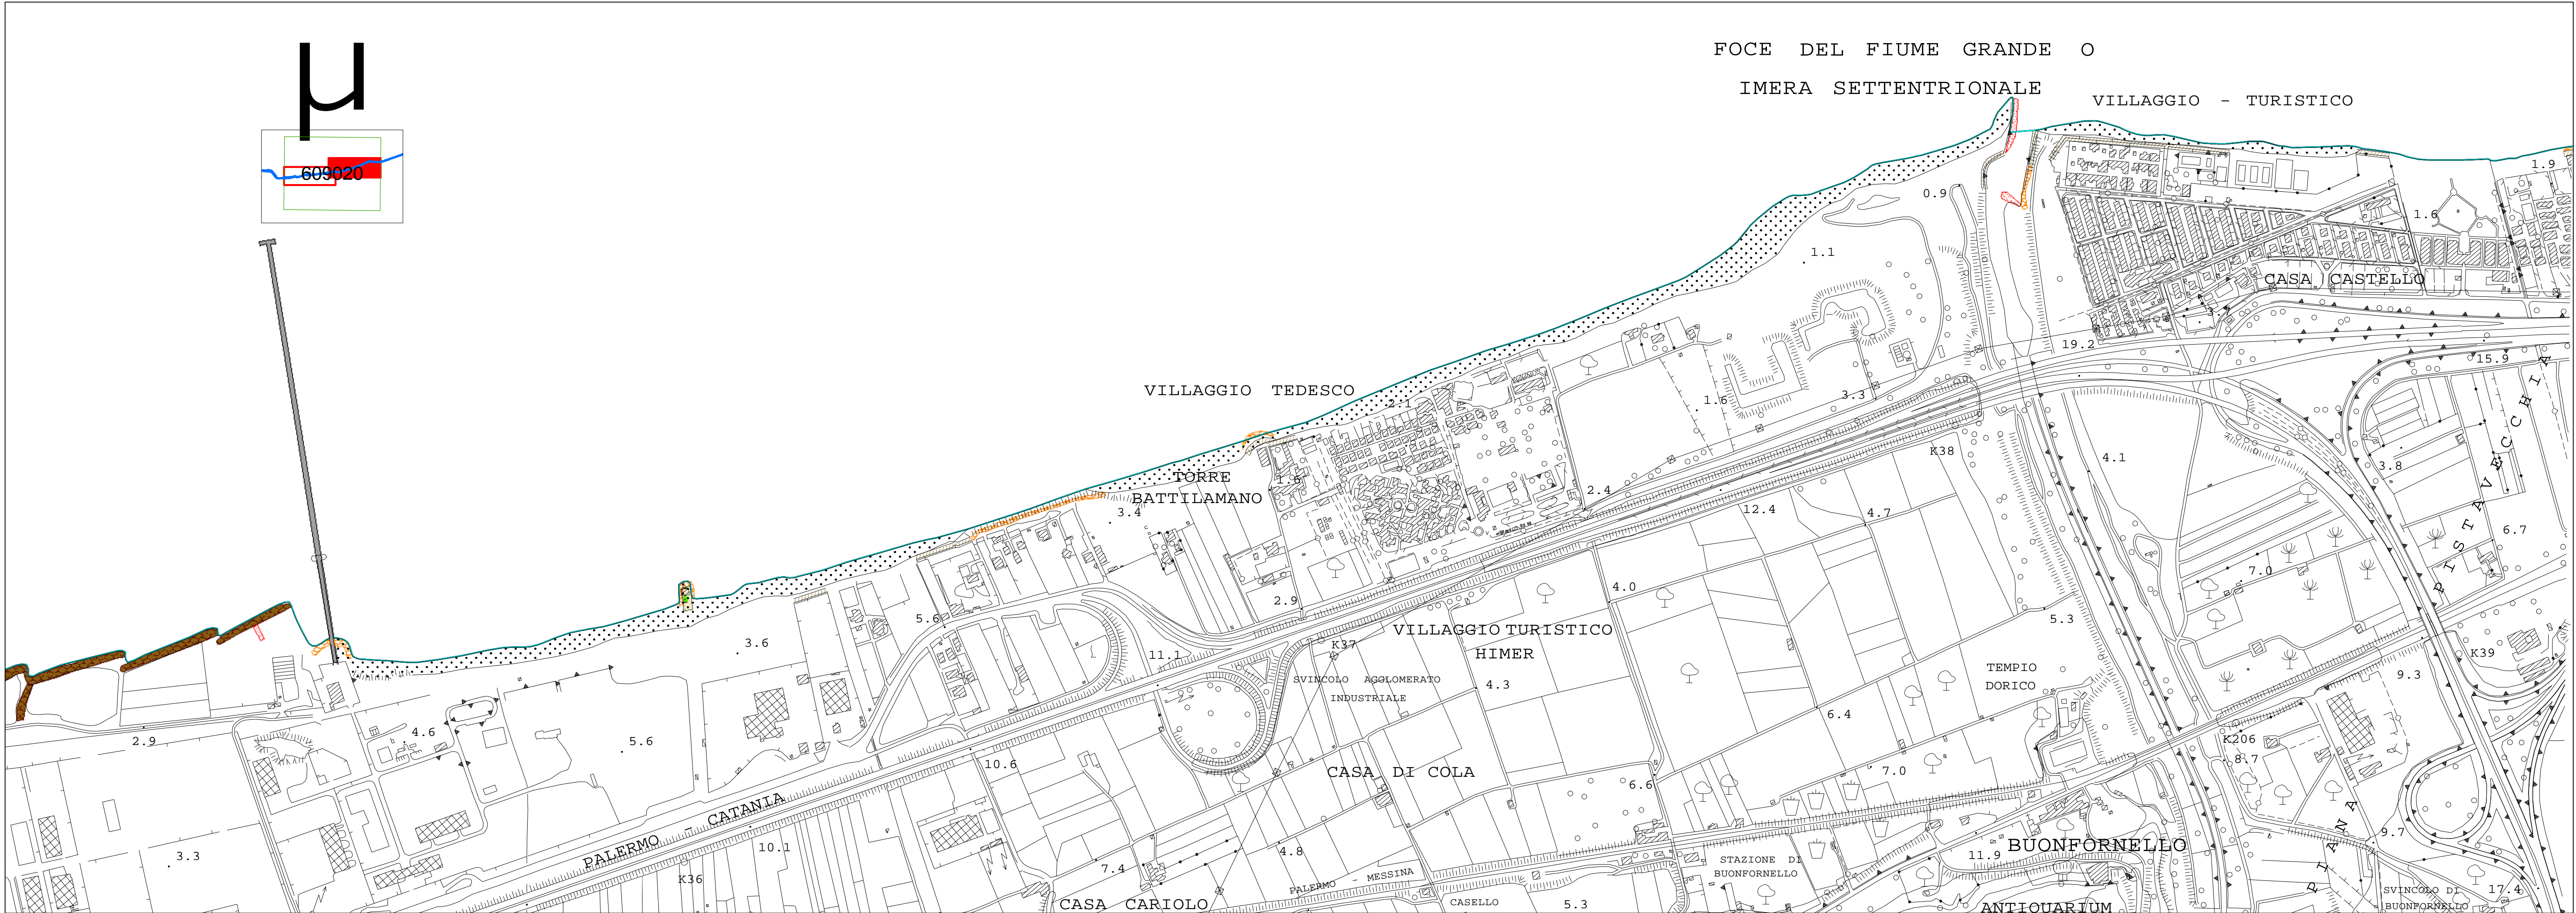 µ
609020
FOCE DEL FIUME GRANDE O
IMERA SETTENTRIONALE
VILLAGGIO - TURISTICO
1.9
0.9
1.6
1.1
CASA CASTELLO
19.2
15.9
VILLAGGIO TEDESCO
2.1
1.6
3.3
K38
4.1
3.8
PISTAVECCHIA
TORRE
BATTILAMANO
1.6
3.4
2.4
12.4
4.7
6.7
7.0
5.6
2.9
4.0
5.3
3.6
11.1
K37
VILLAGGIO TURISTICO
HIMER
SVINCOLO AGGLOMERATO
INDUSTRIALE
4.3
TEMPIO
DORICO
K39
9.3
2.9
4.6
5.6
6.4
K206
8.7
10.6
CASA DI COLA
6.6
7.0
PALERMO CATANIA
3.3
10.1
K36
7.4
4.8
PALERMO - MESSINA
STAZIONE DI
BUONFORNELLO
11.9
BUONFORNELLO
PIANA
9.7
CASA CARIOLO
CASELLO
5.3
ANTIQUARIUM
SVINCOLO DI
BUONFORNELLO
17.4